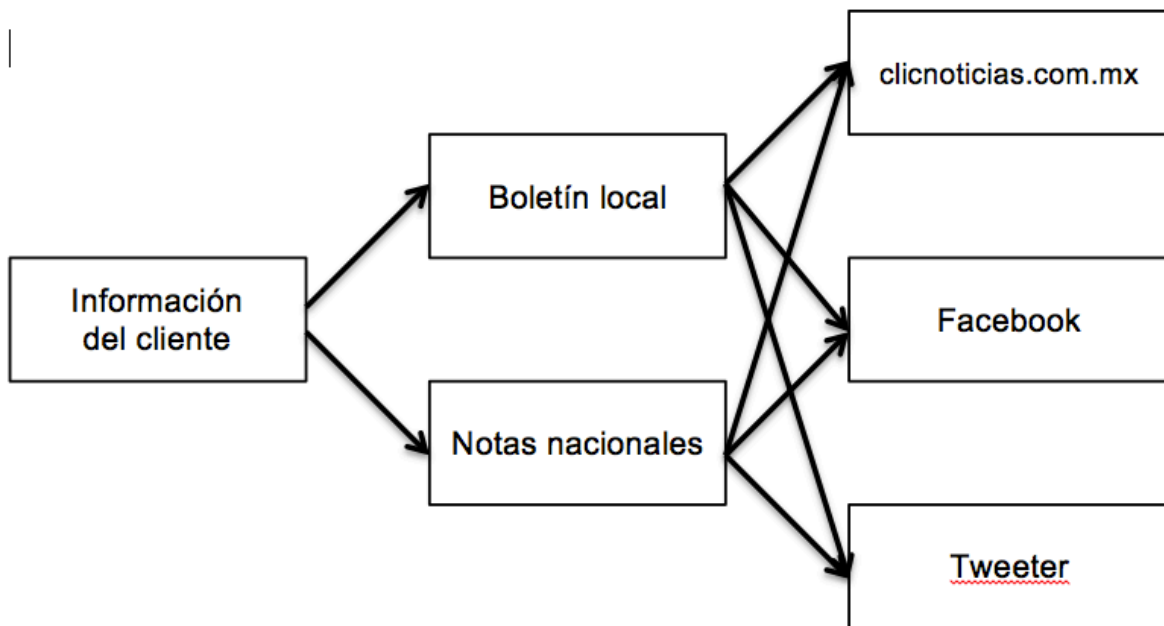 clicnoticias.com.mx
Boletín local
Información
del cliente
Facebook
Notas nacionales
Tweeter